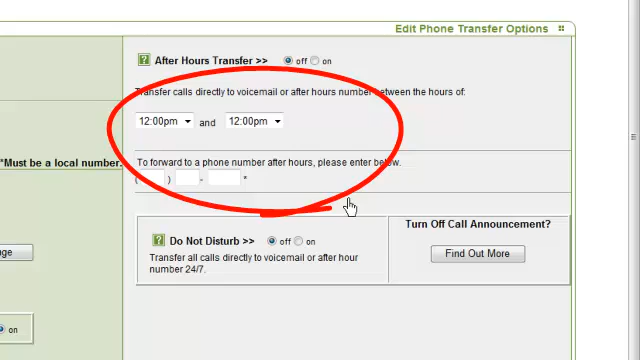 Edit Phone Transfer Options
? After Hours Transfer >> off on
Transfer calls directly to voicemail or after hours number between the hours of:
12:00pm and 12:00pm
*Must be a local number.
To forward to a phone number after hours, please enter below.
( ) - *
Turn Off Call Announcement?
? Do Not Disturb >> off on
nge
Find Out More
Transfer all calls directly to voicemail or after hour
number 24/7.
on